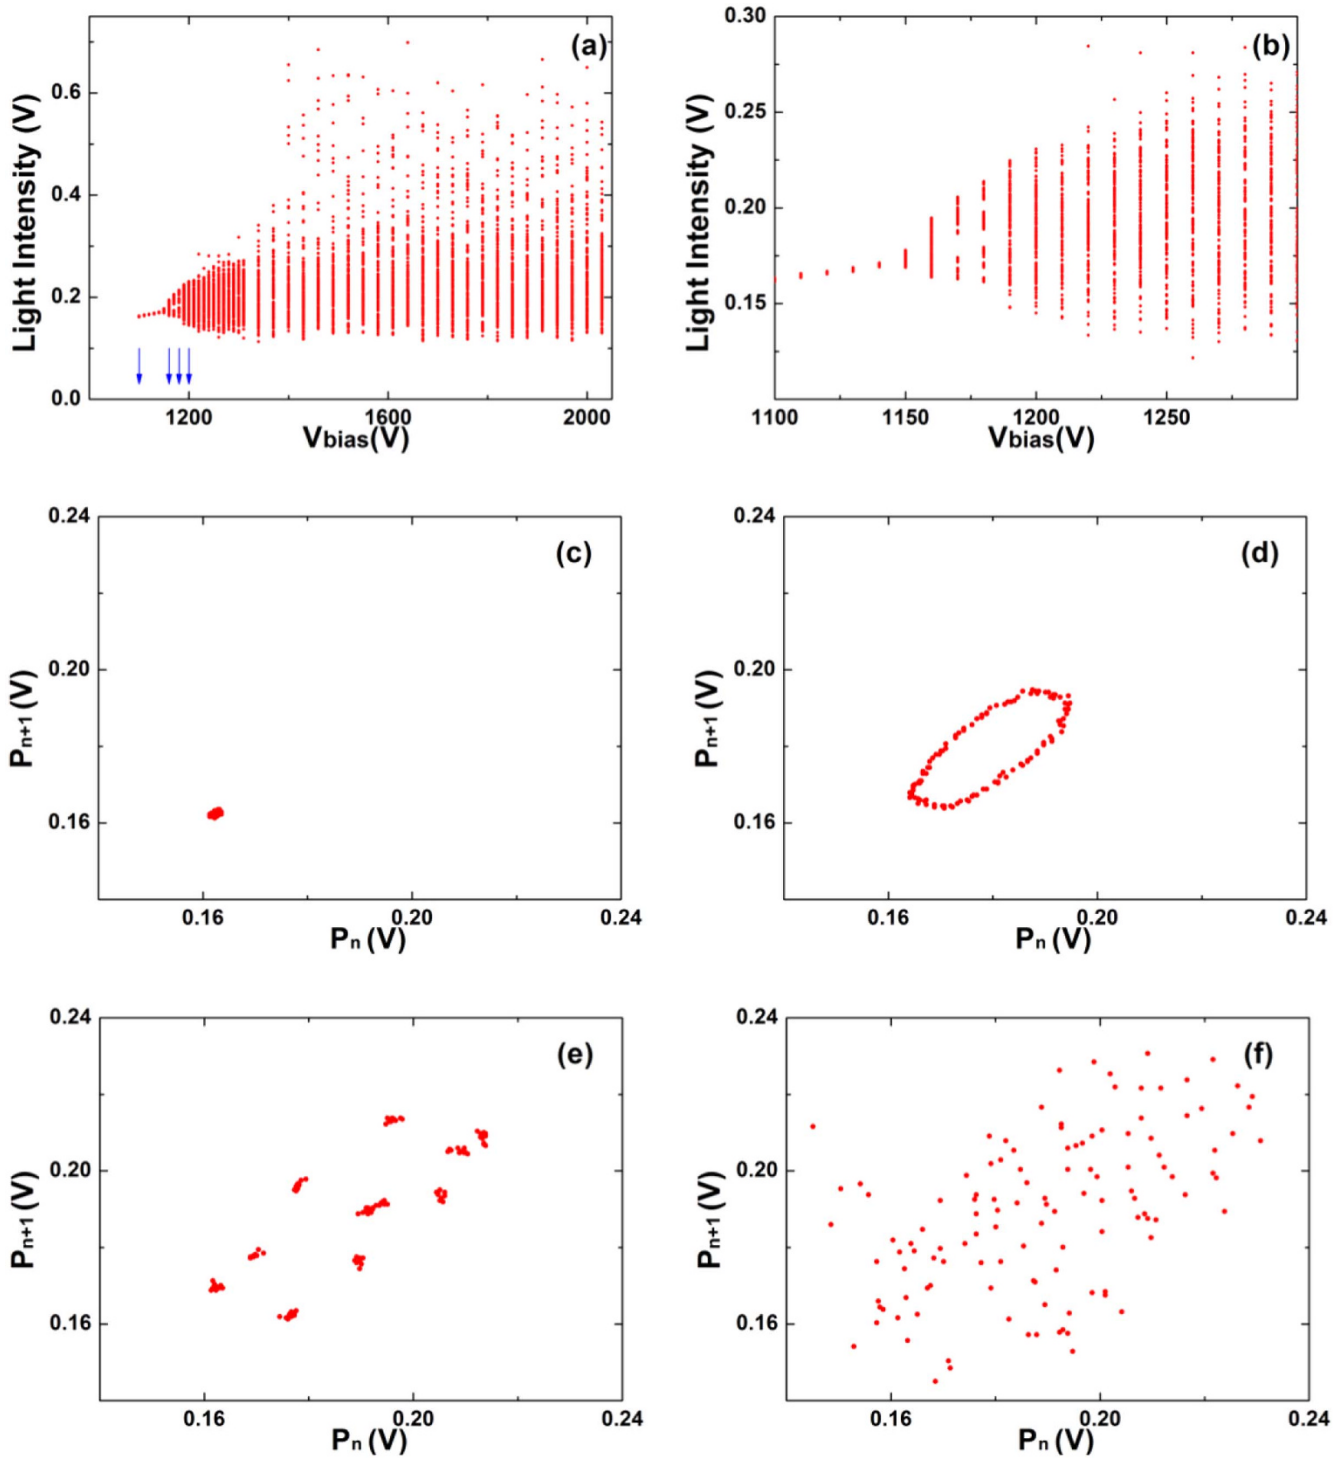 (a)
Light Intensity (V)
0.6
0.4
0.2
0.0
1200 1600 2000
Vbias(V)
(b)
Light Intensity (V)
0.30
0.25
0.20
0.15
1100 1150 1200 1250
Vbias(V)
(c)
Pn+1 (V)
0.24
0.20
0.16
0.16 0.20 0.24
Pn (V)
(d)
Pn+1 (V)
0.24
0.20
0.16
0.16 0.20 0.24
Pn (V)
(e)
Pn+1 (V)
0.24
0.20
0.16
0.16 0.20 0.24
Pn (V)
(f)
Pn+1 (V)
0.24
0.20
0.16
0.16 0.20 0.24
Pn (V)